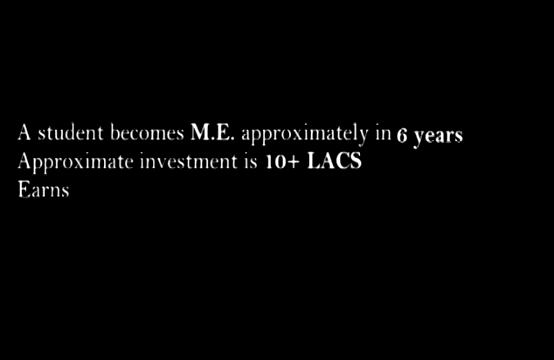 A student becomes M.E. approximately in 6 years
Approximate investment is 10+ LACS
Earns